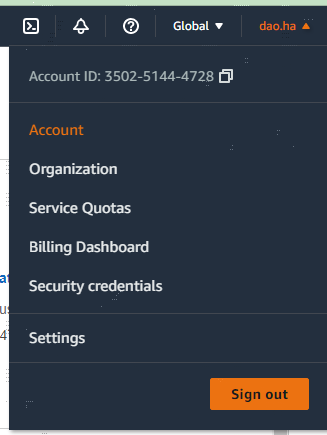 Global dao.ha
Account ID: 3502-5144-4728
Account
Organization
Service Quotas
Billing Dashboard
Security credentials
Settings
Sign out